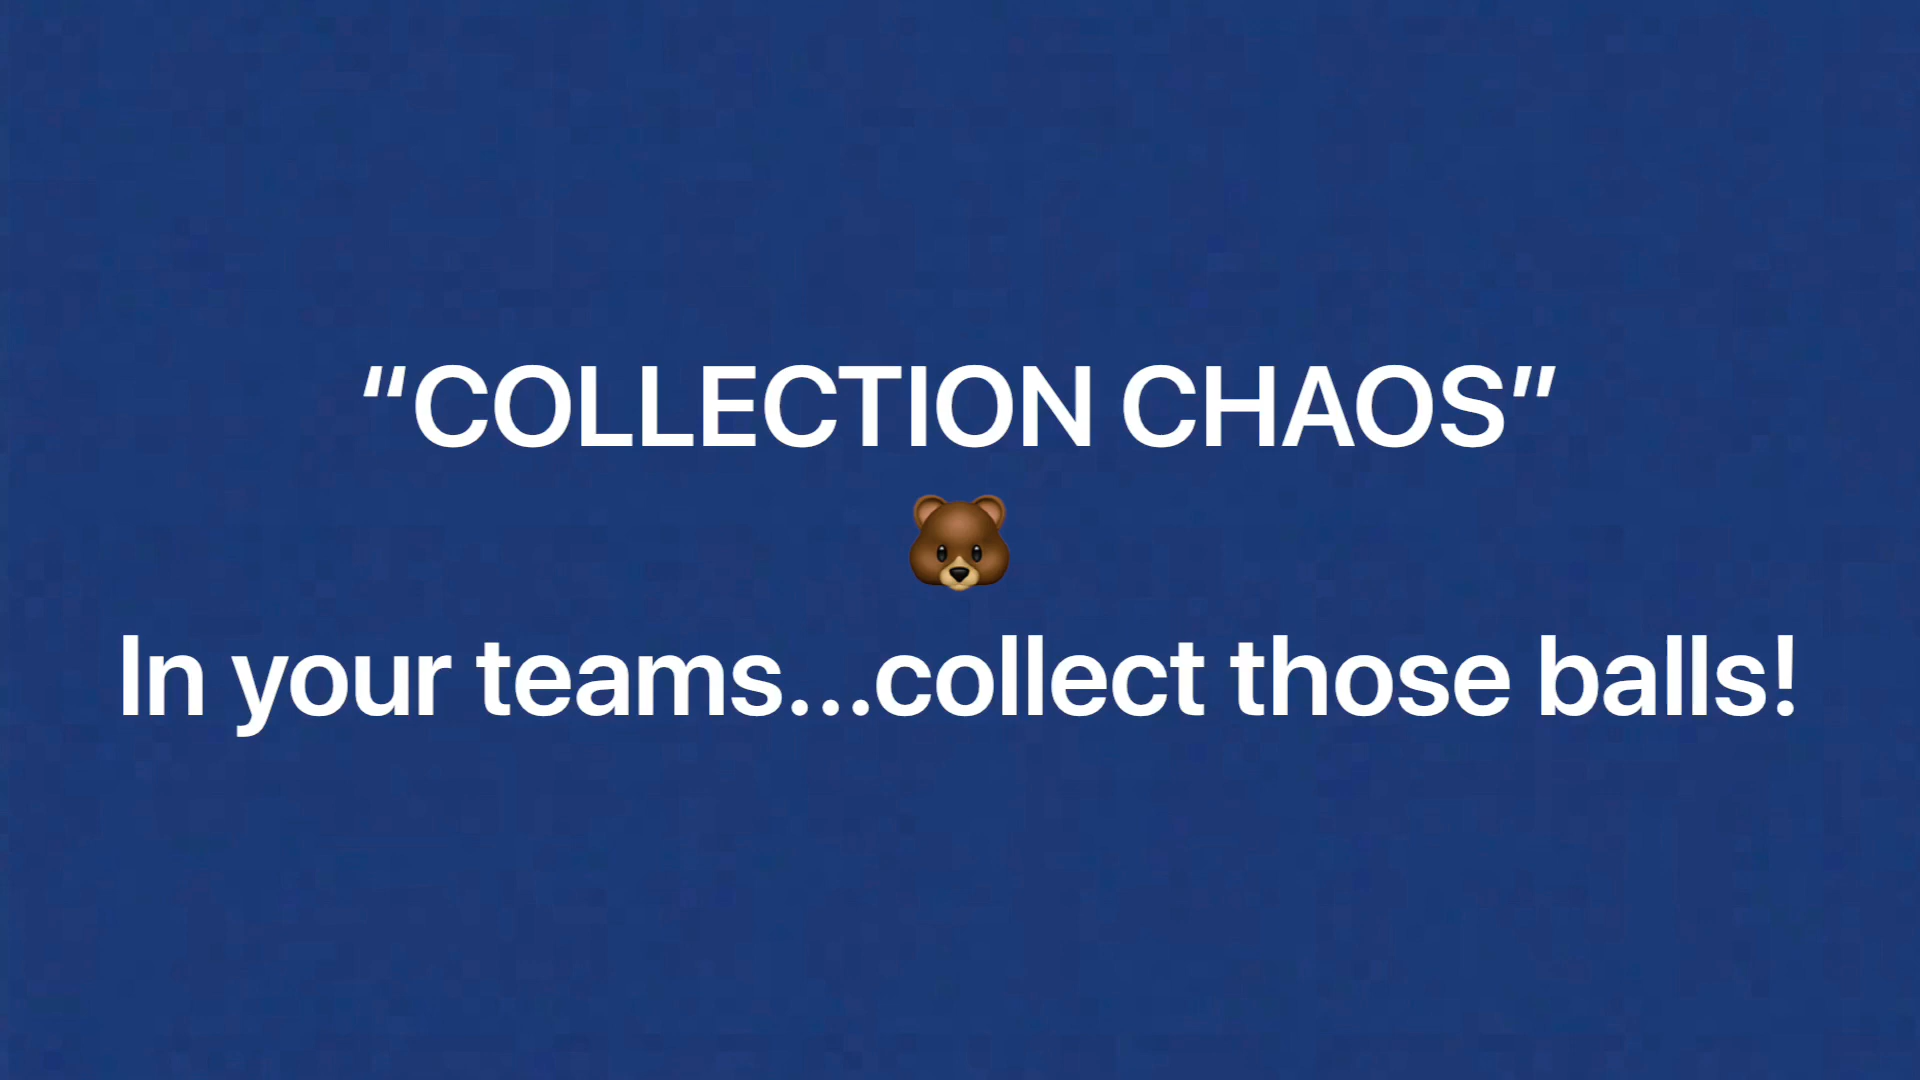 “COLLECTION CHAOS”
🐻
In your teams...collect those balls!